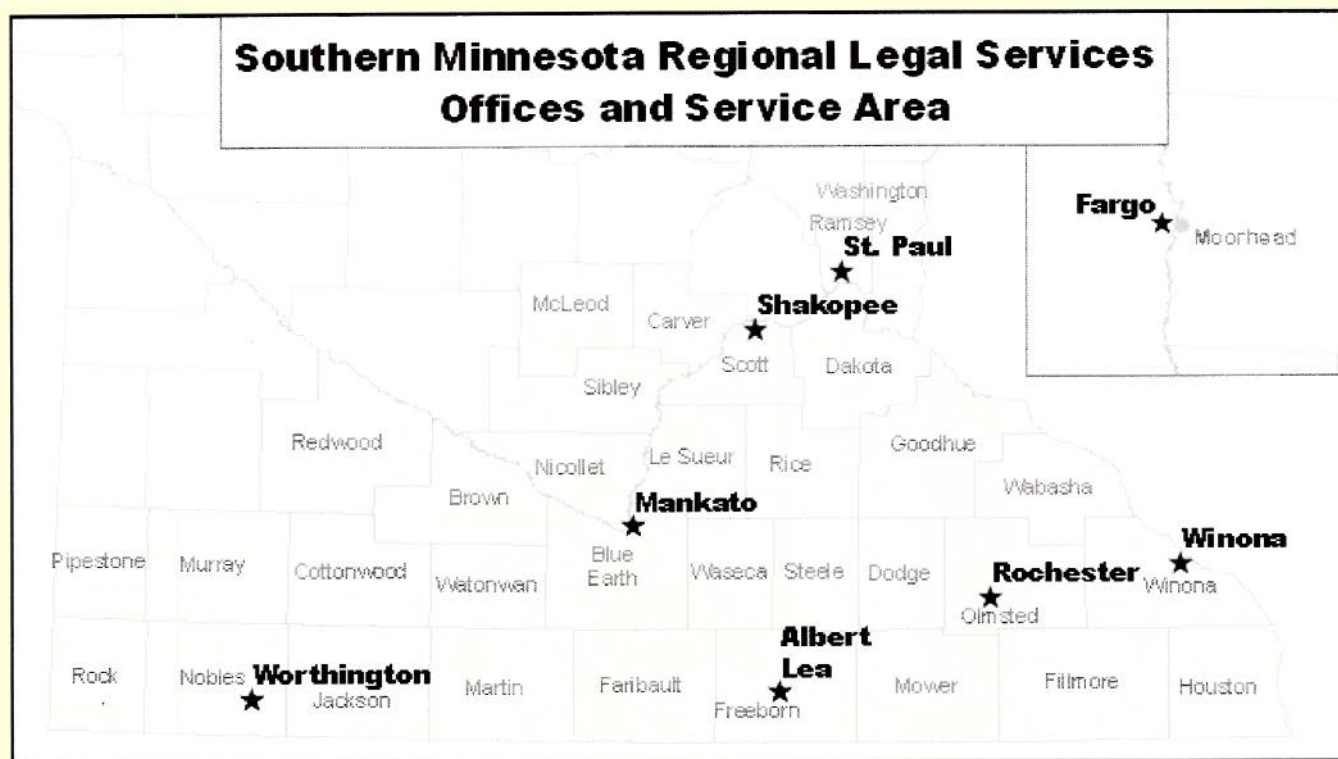 Southern Minnesota Regional Legal Services
Offices and Service Area
Washington
Ramsey
Fargo
Moorhead
St. Paul
McLeod
Carver
Shakopee
Scott
Dakota
Sibley
Redwood
Nicollet
Le Sueur
Rice
Goodhue
Brown
Wabasha
Mankato
Pipestone
Murray
Cottonwood
Watonwan
Blue
Earth
Waseca
Steele
Dodge
Rochester
Olmsted
Winona
Winona
Rock
Nobles
Worthington
Jackson
Martin
Faribault
Albert
Lea
Freeborn
Mower
Fillmore
Houston